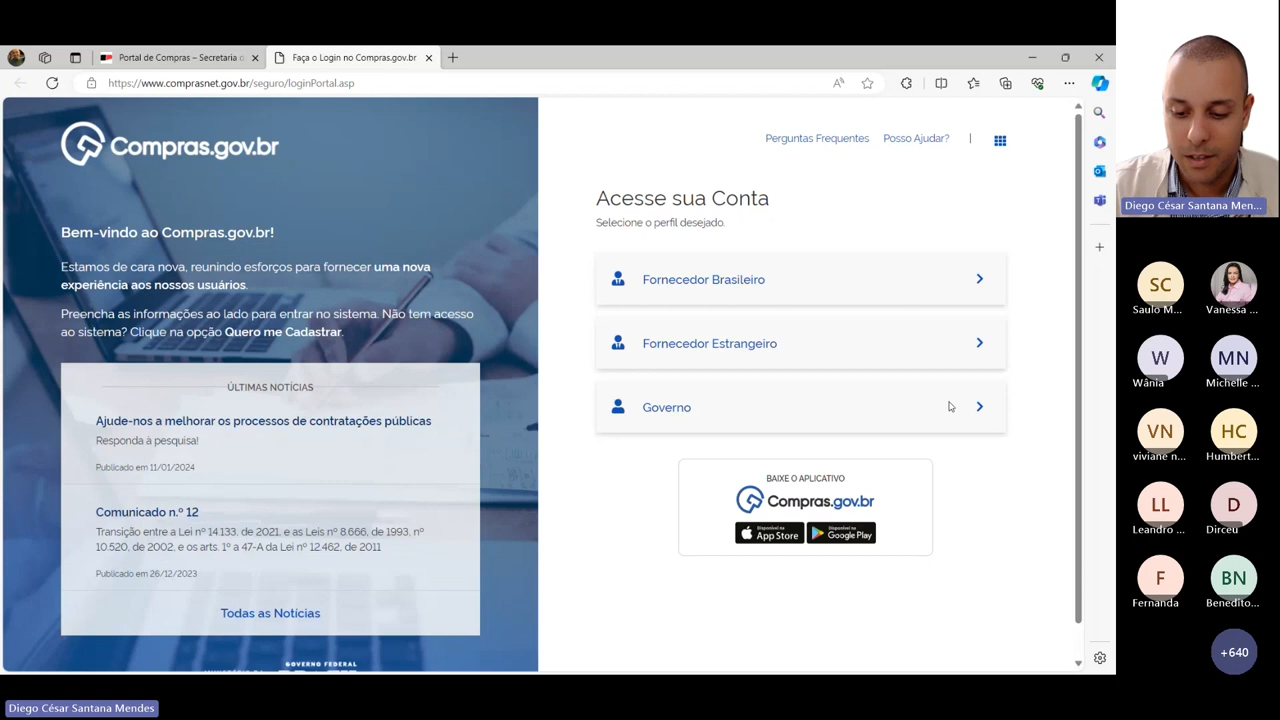 Portal de Compras – Secretaria o
Faça o Login no Compras.gov.br
https://www.comprasnet.gov.br/seguro/loginPortal.asp
Compras.gov.br
Bem-vindo ao Compras.gov.br!
Estamos de cara nova, reunindo esforços para fornecer uma nova
experiência aos nossos usuários.
Preencha as informações ao lado para entrar no sistema. Não tem acesso
ao sistema? Clique na opção Quero me Cadastrar.
ÚLTIMAS NOTÍCIAS
Ajude-nos a melhorar os processos de contratações públicas
Responda à pesquisa!
Publicado em 11/01/2024
Comunicado n.º 12
Transição entre a Lei nº 14.133, de 2021, e as Leis nº 8.666, de 1993, nº
10.520, de 2002, e os arts. 1º a 47-A da Lei nº 12.462, de 2011
Publicado em 26/12/2023
Todas as Notícias
GOVERNO FEDERAL
Perguntas Frequentes Posso Ajudar? |
Acesse sua Conta
Selecione o perfil desejado.
Fornecedor Brasileiro
Fornecedor Estrangeiro
Governo
BAIXE O APLICATIVO
Compras.gov.br
Disponível na
App Store
Disponível no
Google Play
Diego César Santana Men...
SC
Saulo M...
Vanessa ...
W
Wânia
MN
Michelle ...
VN
viviane n...
HC
Humbert...
LL
Leandro ...
D
Dirceu
F
Fernanda
BN
Benedito...
+640
Diego César Santana Mendes